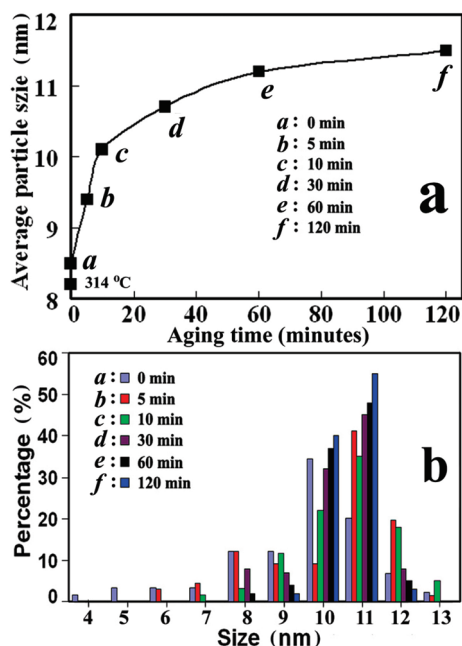 12
11
10
9
8
Average particle szie (nm)
a
b
c
d
e
f
314 °C
a: 0 min
b: 5 min
c: 10 min
d: 30 min
e: 60 min
f: 120 min
a
0 20 40 60 80 100 120
Aging time (minutes)
60
50
40
30
20
10
0
Percentage (%)
a: 0 min
b: 5 min
c: 10 min
d: 30 min
e: 60 min
f: 120 min
b
4 5 6 7 8 9 10 11 12 13
Size (nm)